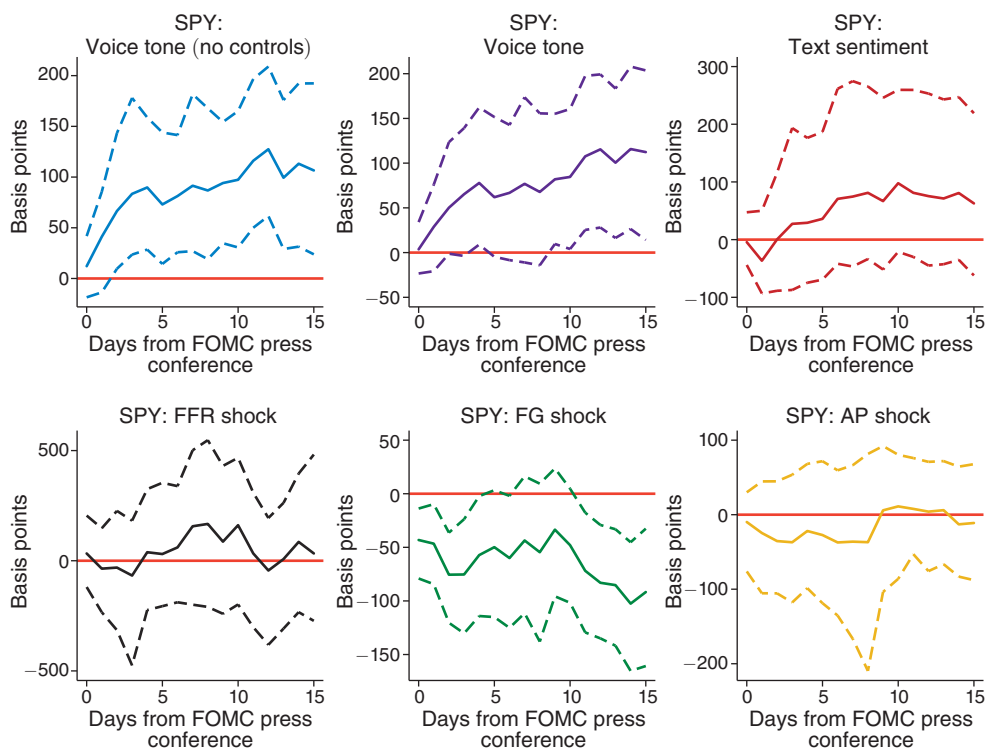 SPY:
Voice tone (no controls)
Basis points
200
150
100
50
0
0
5
10
15
Days from FOMC press
conference
SPY:
Voice tone
Basis points
200
150
100
50
0
−50
0
5
10
15
Days from FOMC press
conference
SPY:
Text sentiment
Basis points
300
200
100
0
−100
0
5
10
15
Days from FOMC press
conference
SPY: FFR shock
Basis points
500
0
−500
0
5
10
15
Days from FOMC press
conference
SPY: FG shock
Basis points
50
0
−50
−100
−150
0
5
10
15
Days from FOMC press
conference
SPY: AP shock
Basis points
100
0
−100
−200
0
5
10
15
Days from FOMC press
conference